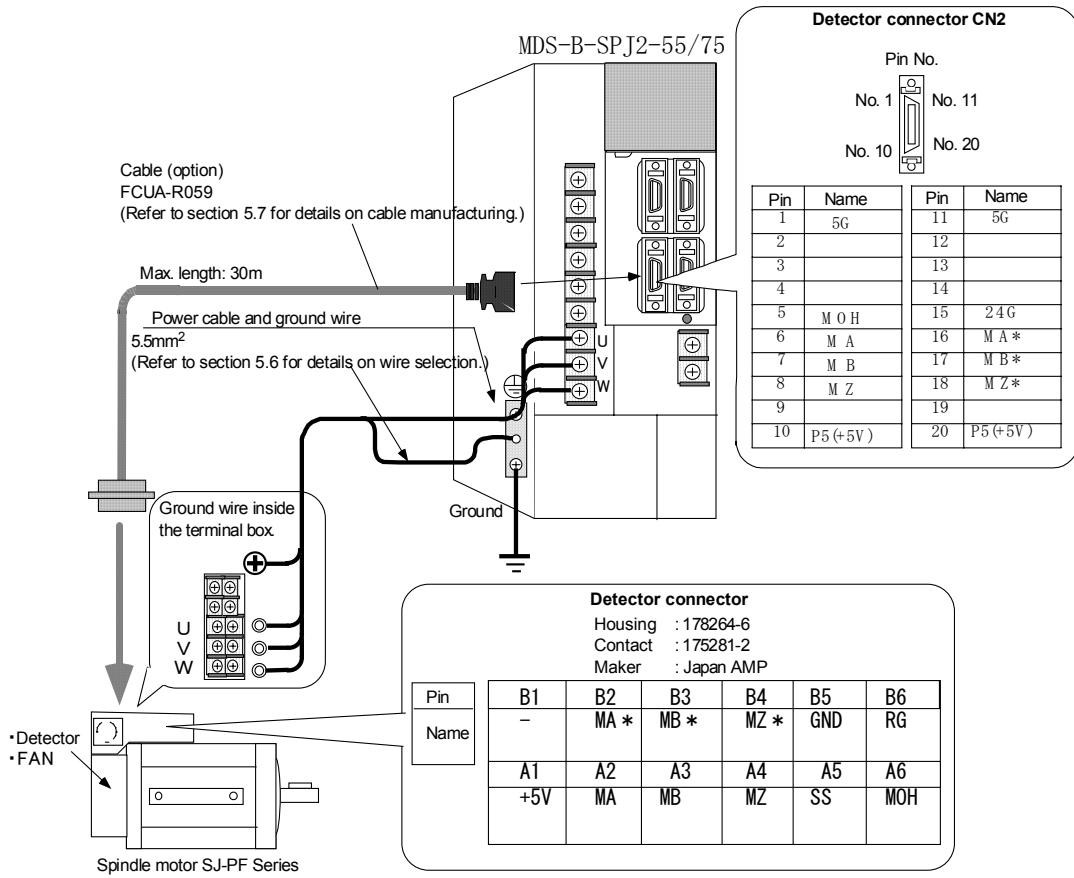 MDS-B-SPJ2-55/75
Detector connector CN2
Pin No.
No. 1 No. 11
No. 10 No. 20
Pin Name Pin Name
1 5G 11 5G
2 12
3 13
4 14
5 MOH 15 24G
6 MA 16 MA*
7 MB 17 MB*
8 MZ 18 MZ*
9 19
10 P5(+5V) 20 P5(+5V)
Cable (option)
FCUA-R059
(Refer to section 5.7 for details on cable manufacturing.)
Max. length: 30m
Power cable and ground wire
5.5mm²
(Refer to section 5.6 for details on wire selection.)
U
V
W
Ground
Ground wire inside
the terminal box.
U
V
W
Detector connector
Housing : 178264-6
Contact : 175281-2
Maker : Japan AMP
Pin B1 B2 B3 B4 B5 B6
Name – MA* MB* MZ* GND RG
A1 A2 A3 A4 A5 A6
+5V MA MB MZ SS MOH
・Detector
・FAN
Spindle motor SJ-PF Series